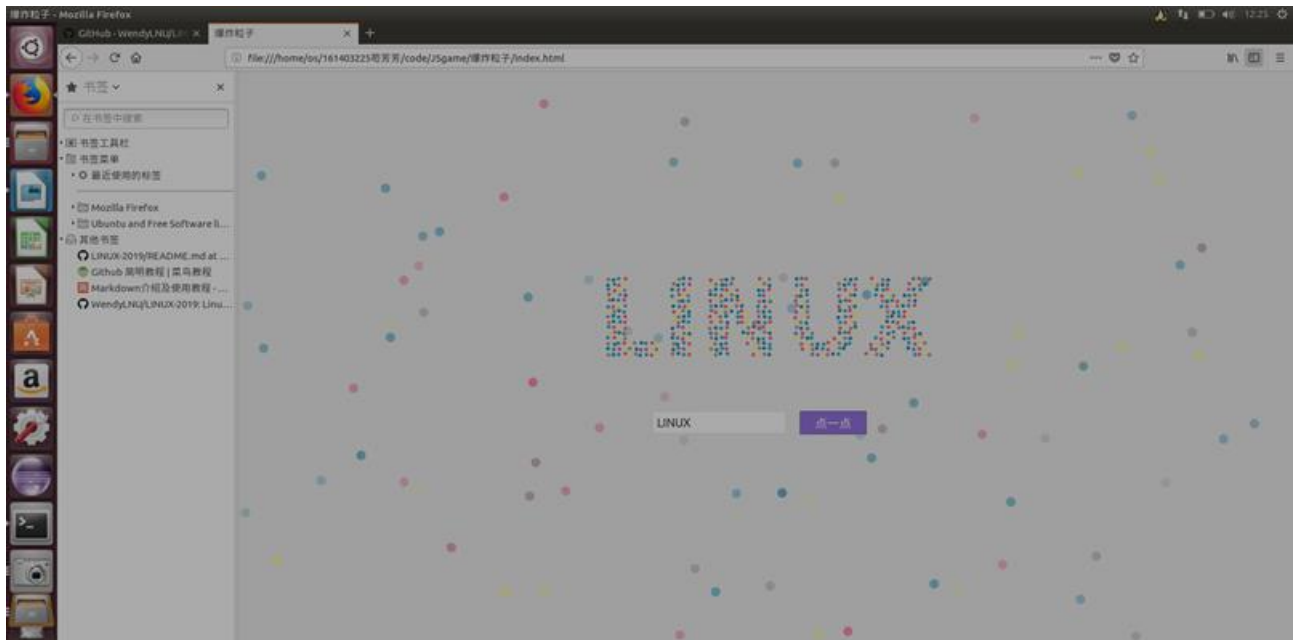 爆炸粒子 - Mozilla Firefox
12:25
GitHub - WendyLNU/LIN
爆炸粒子
file:///home/os/161403225苟芳芳/code/JSgame/爆炸粒子/index.html
书签
在书签中搜索
书签工具栏
书签菜单
最近使用的标签
Mozilla Firefox
Ubuntu and Free Software li...
其他书签
LINUX-2019/README.md at ...
Github 简明教程 | 菜鸟教程
Markdown介绍及使用教程 - ...
WendyLNU/LINUX-2019: Linu...
LINUX
LINUX
点一点